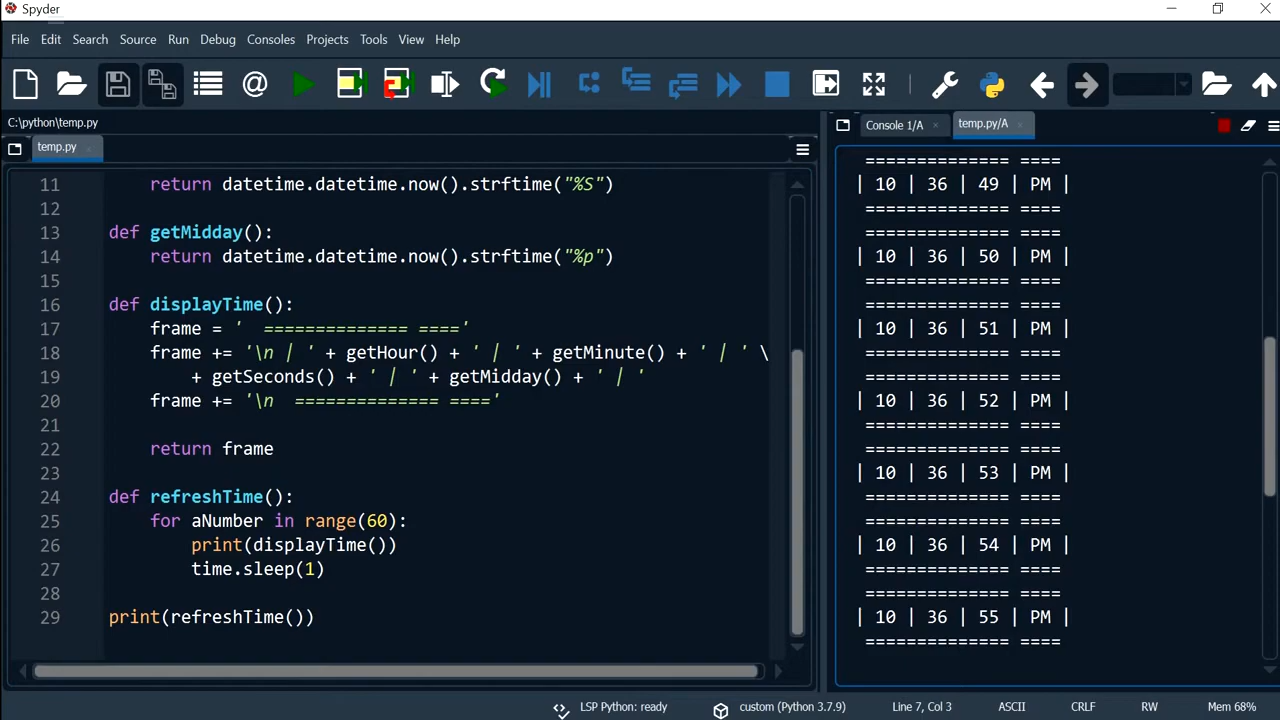 Spyder
File Edit Search Source Run Debug Consoles Projects Tools View Help
C:\python\temp.py
temp.py
11 return datetime.datetime.now().strftime("%S")
12
13 def getMidday():
14 return datetime.datetime.now().strftime("%p")
15
16 def displayTime():
17 frame = '  ============== ===='
18 frame += '\n | ' + getHour() + ' | ' + getMinute() + ' | ' \
19 + getSeconds() + ' | ' + getMidday() + ' | '
20 frame += '\n  ============== ===='
21
22 return frame
23
24 def refreshTime():
25 for aNumber in range(60):
26 print(displayTime())
27 time.sleep(1)
28
29 print(refreshTime())
Console 1/A temp.py/A
============== ====
| 10 | 36 | 49 | PM |
============== ====
============== ====
| 10 | 36 | 50 | PM |
============== ====
============== ====
| 10 | 36 | 51 | PM |
============== ====
============== ====
| 10 | 36 | 52 | PM |
============== ====
============== ====
| 10 | 36 | 53 | PM |
============== ====
============== ====
| 10 | 36 | 54 | PM |
============== ====
============== ====
| 10 | 36 | 55 | PM |
============== ====
LSP Python: ready custom (Python 3.7.9) Line 7, Col 3 ASCII CRLF RW Mem 68%